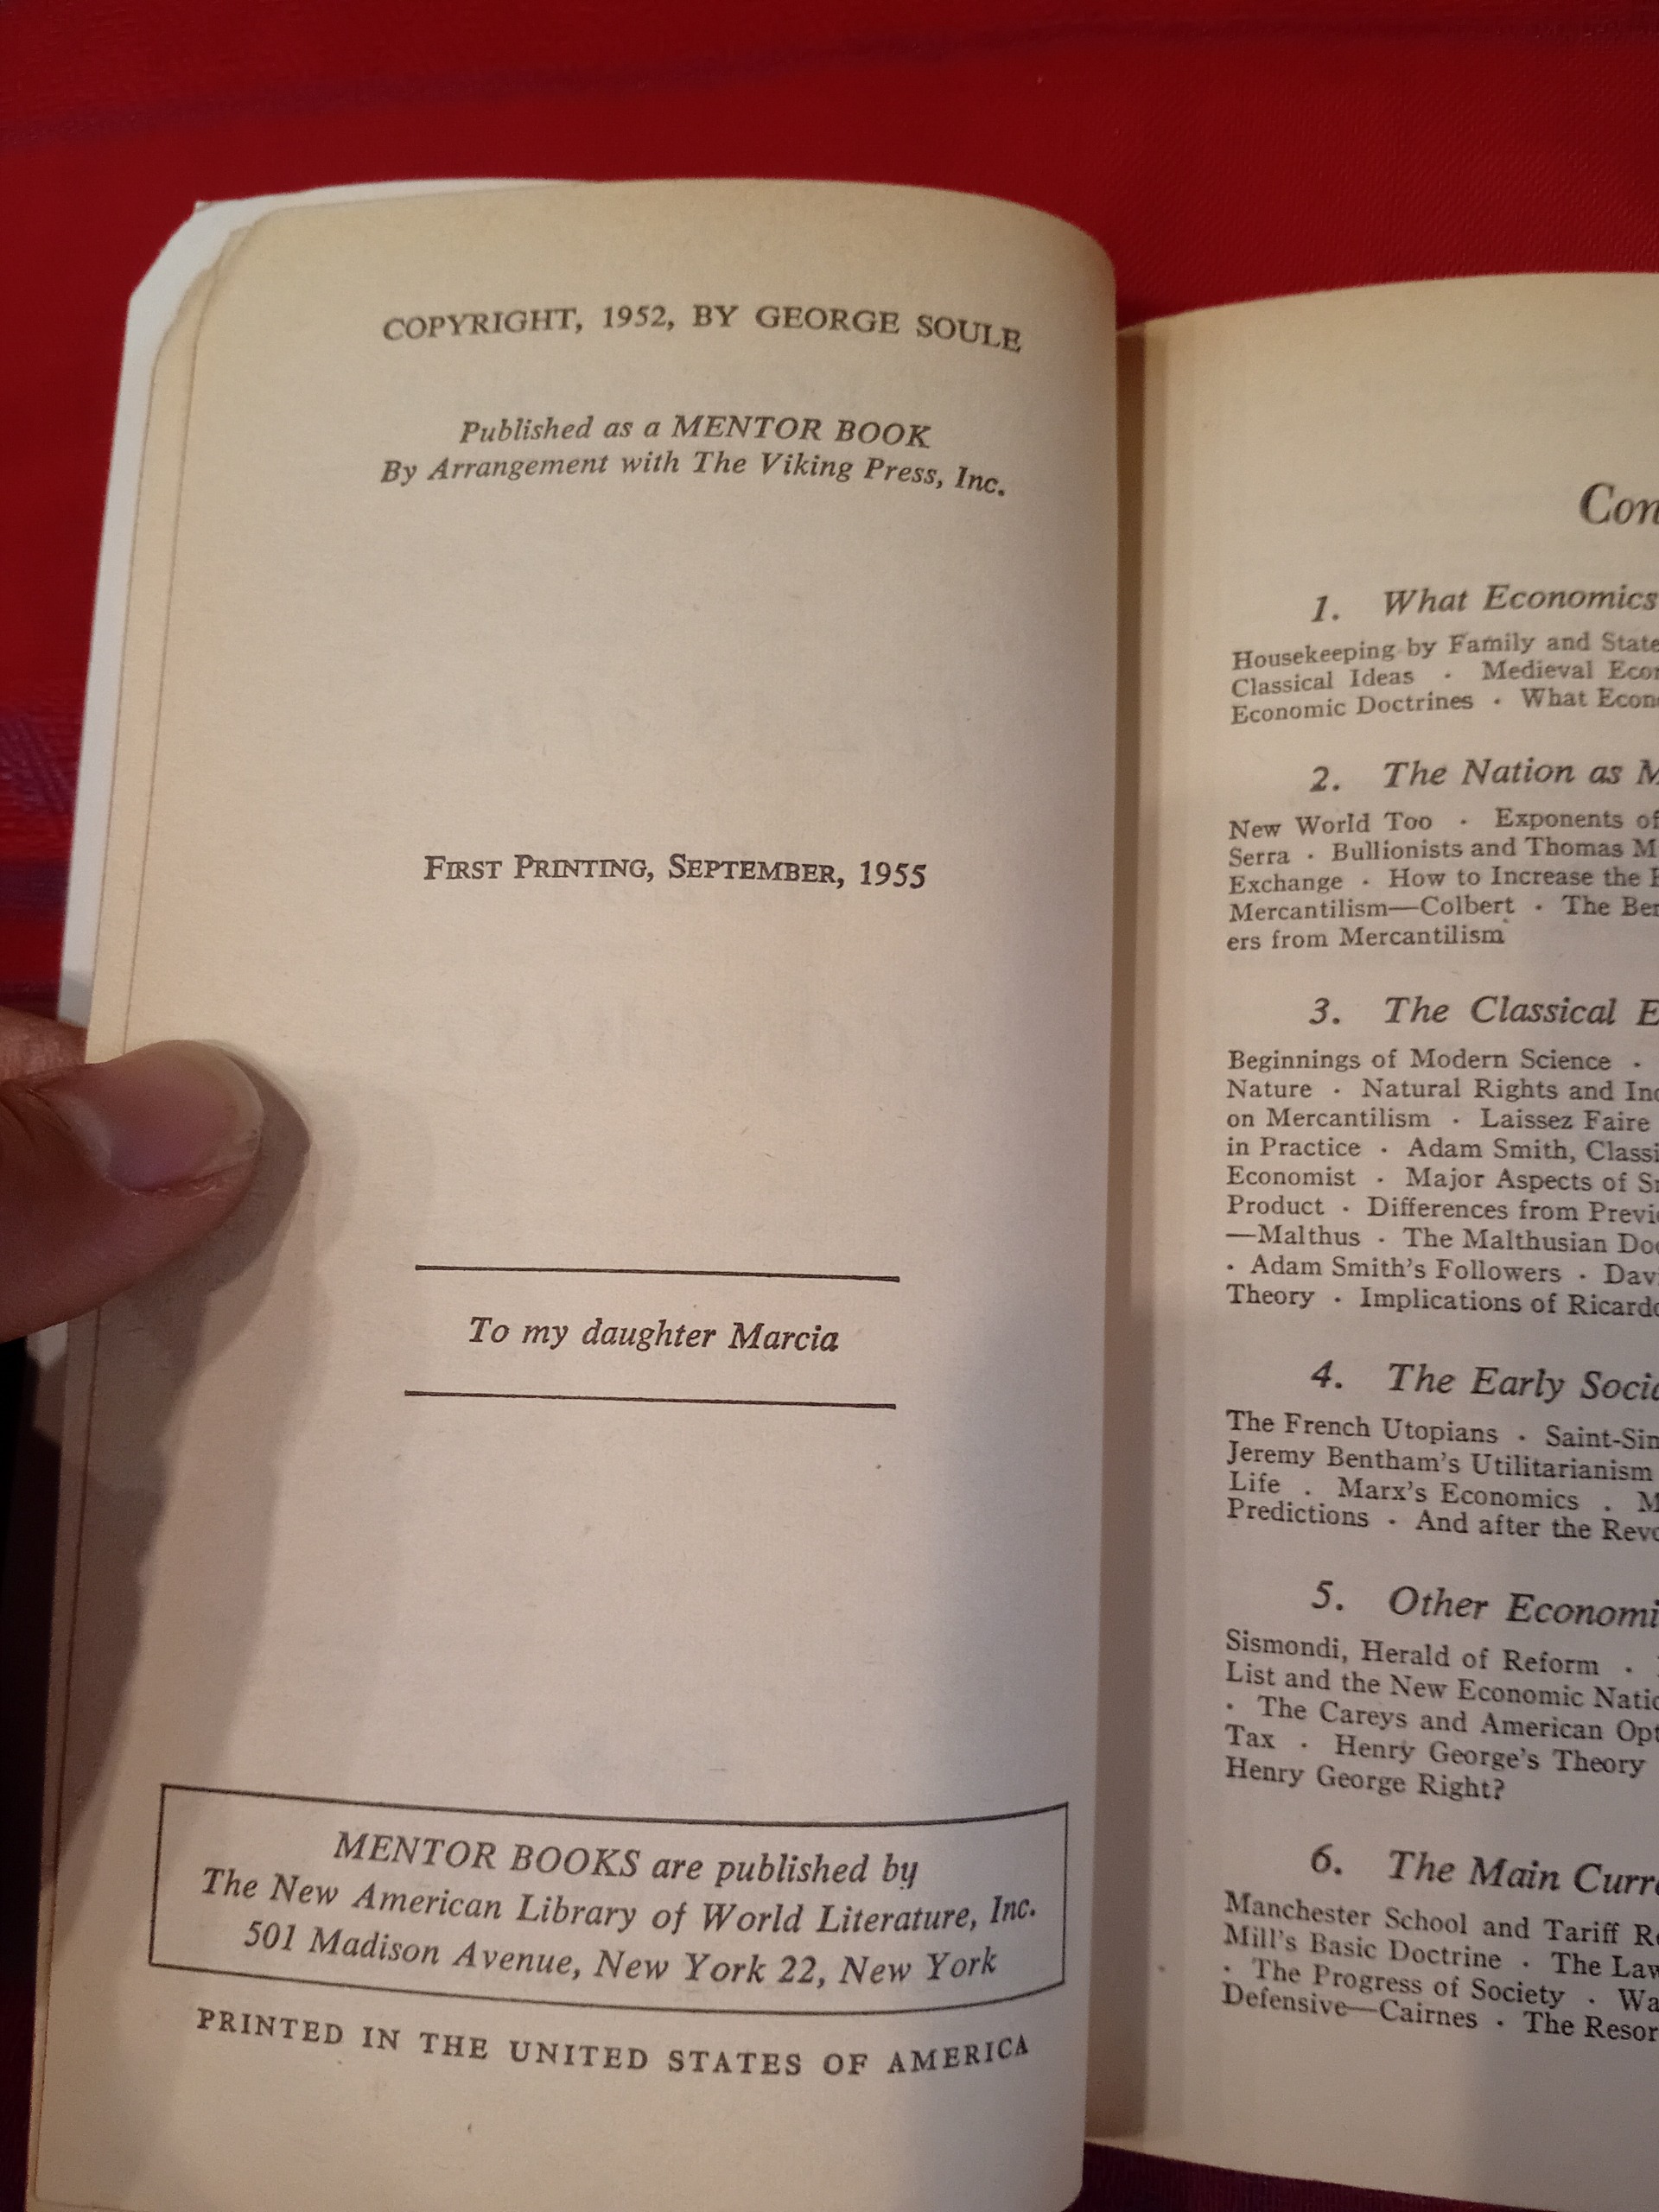 COPYRIGHT, 1952, BY GEORGE SOULE
Published as a MENTOR BOOK
By Arrangement with The Viking Press, Inc.
FIRST PRINTING, SEPTEMBER, 1955
To my daughter Marcia
MENTOR BOOKS are published by
The New American Library of World Literature, Inc.
501 Madison Avenue, New York 22, New York
PRINTED IN THE UNITED STATES OF AMERICA
1. What Economics
Housekeeping by Family and State
Classical Ideas · Medieval
Economic Doctrines · What
2. The Nation as
New World Too · Exponents of
Serra · Bullionists and Thomas
Exchange · How to Increase the
Mercantilism—Colbert · The
ers from Mercantilism
3. The Classical
Beginnings of Modern Science ·
Nature · Natural Rights and
on Mercantilism · Laissez Faire
in Practice · Adam Smith,
Economist · Major Aspects of
Product · Differences from
—Malthus · The Malthusian
· Adam Smith's Followers ·
Theory · Implications of
4. The Early
The French Utopians ·
Jeremy Bentham's Utilitarianism
Life · Marx's Economics ·
Predictions · And after the
5. Other
Sismondi, Herald of Reform ·
List and the New Economic
· The Careys and American
Tax · Henry George's Theory
Henry George Right?
6. The Main
Manchester School and Tariff
Mill's Basic Doctrine · The
· The Progress of Society ·
Defensive—Cairnes · The